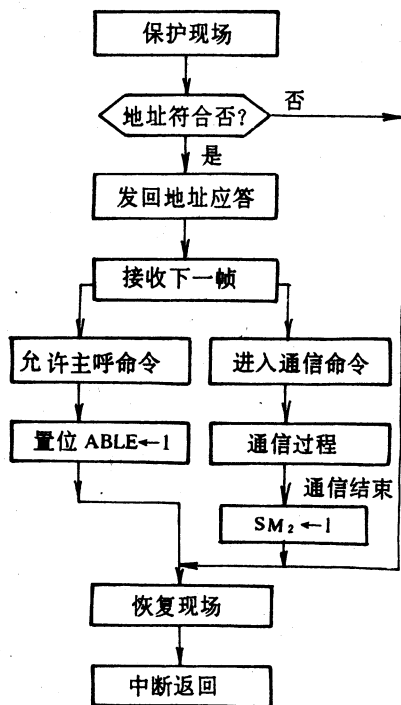 保护现场
地址符合否?
否
是
发回地址应答
接收下一帧
允许主呼命令
进入通信命令
置位 ABLE←1
通信过程
通信结束
SM₂ ←1
恢复现场
中断返回